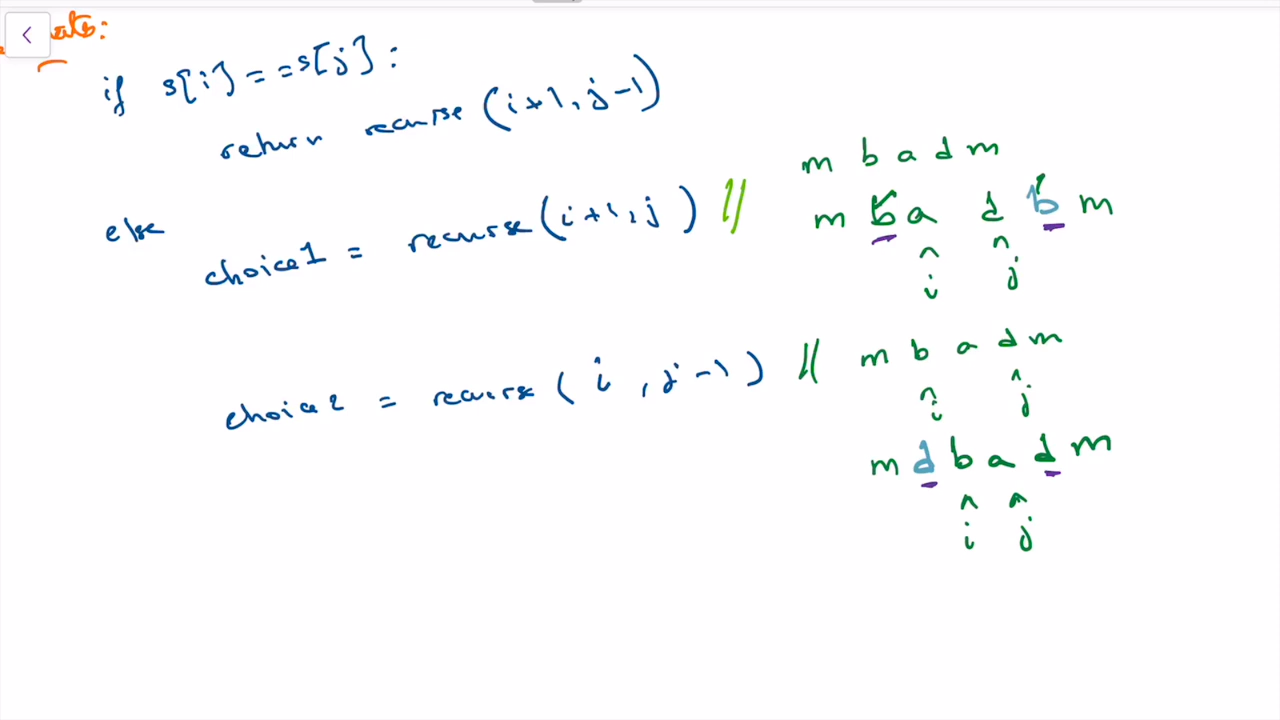 if s[i] == s[j] :
return recurse (i+1, j-1)
else
choice1 = recurse (i+1, j) //
m b a d m
m b a d b m
^ ^
i j
choice2 = recurse ( i , j-1 ) //
m b a d m
^ ^
i j
m d b a d m
^ ^
i j